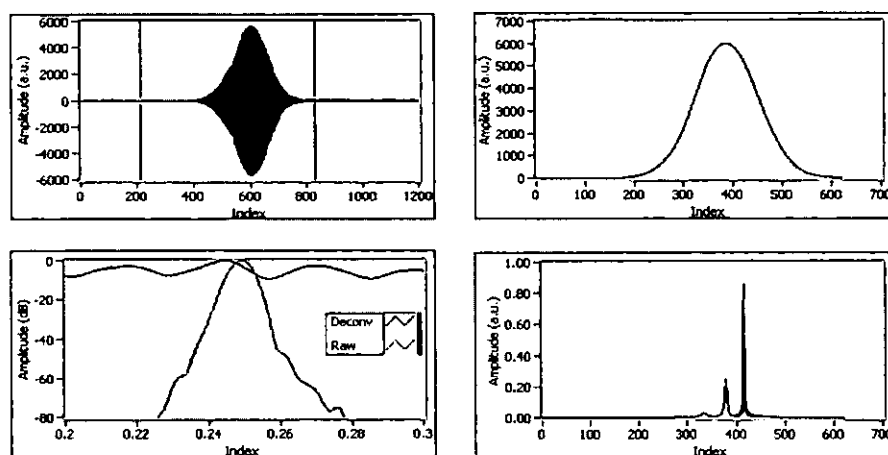 6000
4000
2000
0
-2000
-4000
-6000
Amplitude (a.u.)
0 200 400 600 800 1000 1200
Index
7000
6000
5000
4000
3000
2000
1000
0
Amplitude (a.u.)
0 100 200 300 400 500 600 700
Index
0
-20
-40
-60
-80
Amplitude (dB)
Deconv
Raw
0.2 0.22 0.24 0.26 0.28 0.3
Index
1.00
0.80
0.60
0.40
0.20
0.00
Amplitude (a.u.)
0 100 200 300 400 500 600 700
Index